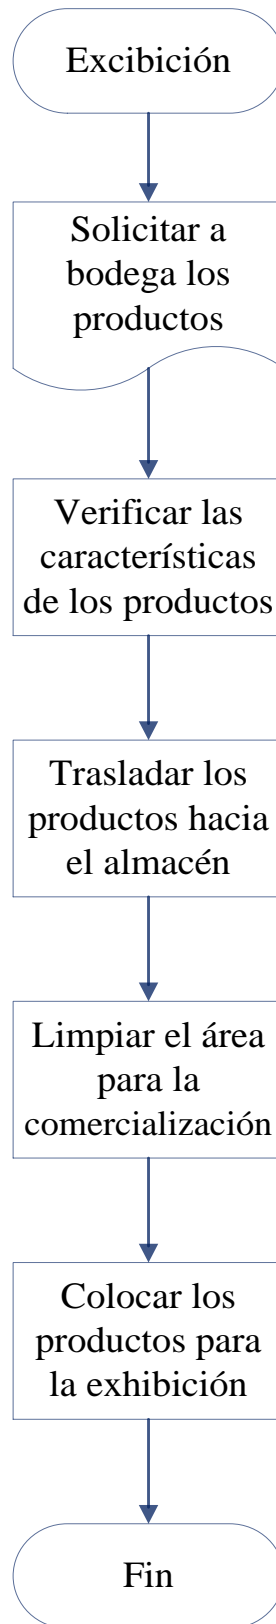 Excibición
Solicitar a
bodega los
productos
Verificar las
características
de los productos
Trasladar los
productos hacia
el almacén
Limpiar el área
para la
comercialización
Colocar los
productos para
la exhibición
Fin